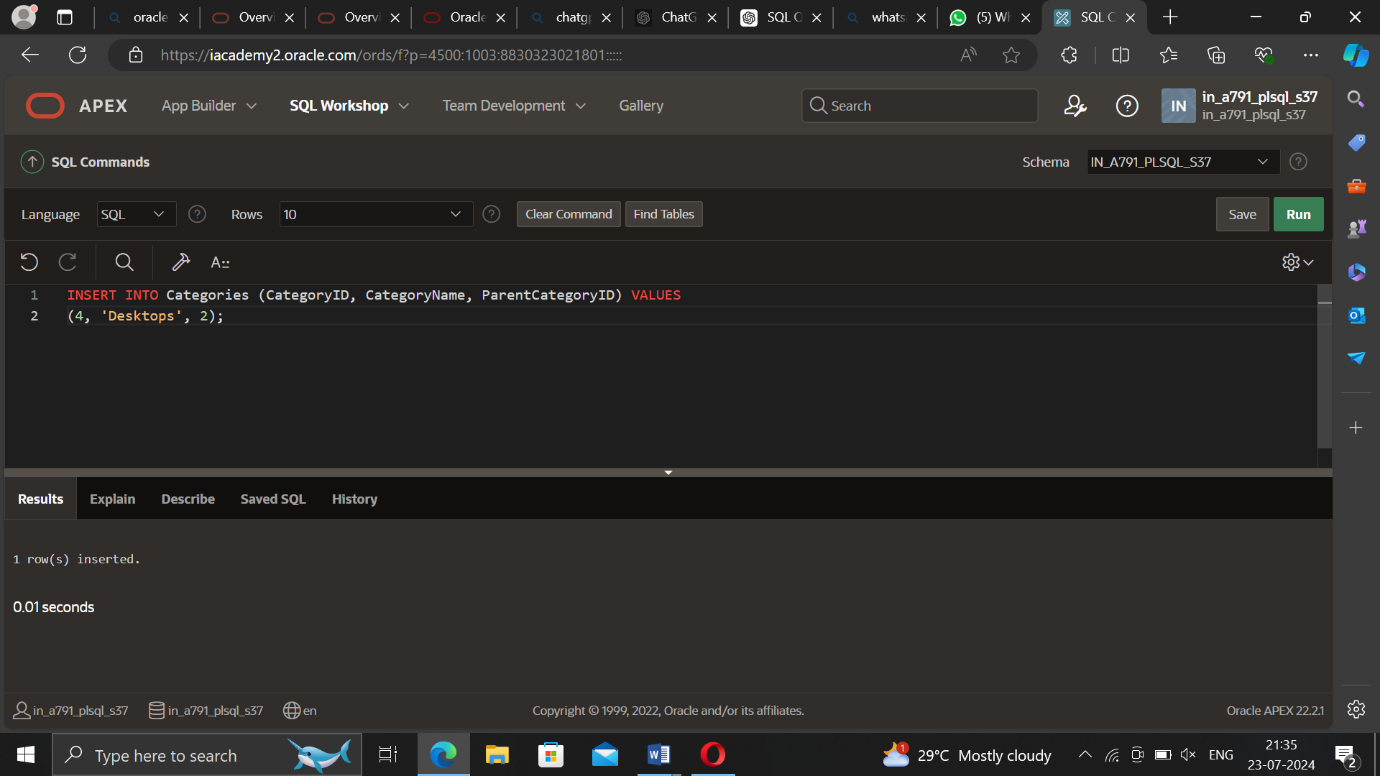 oracle
Overvi
Overvi
Oracle
chatgp
ChatG
SQL Q
whats
(5) Wh
SQL C
https://iacademy2.oracle.com/ords/f?p=4500:1003:8830323021801:::::
APEX
App Builder
SQL Workshop
Team Development
Gallery
Search
IN
in_a791_plsql_s37
in_a791_plsql_s37
SQL Commands
Schema
IN_A791_PLSQL_S37
Language
SQL
Rows
10
Clear Command
Find Tables
Save
Run
A::
1 INSERT INTO Categories (CategoryID, CategoryName, ParentCategoryID) VALUES
2 (4, 'Desktops', 2);
Results
Explain
Describe
Saved SQL
History
1 row(s) inserted.
0.01 seconds
in_a791_plsql_s37
in_a791_plsql_s37
en
Copyright © 1999, 2022, Oracle and/or its affiliates.
Oracle APEX 22.2.1
Type here to search
1
29°C Mostly cloudy
ENG
21:35
23-07-2024
2